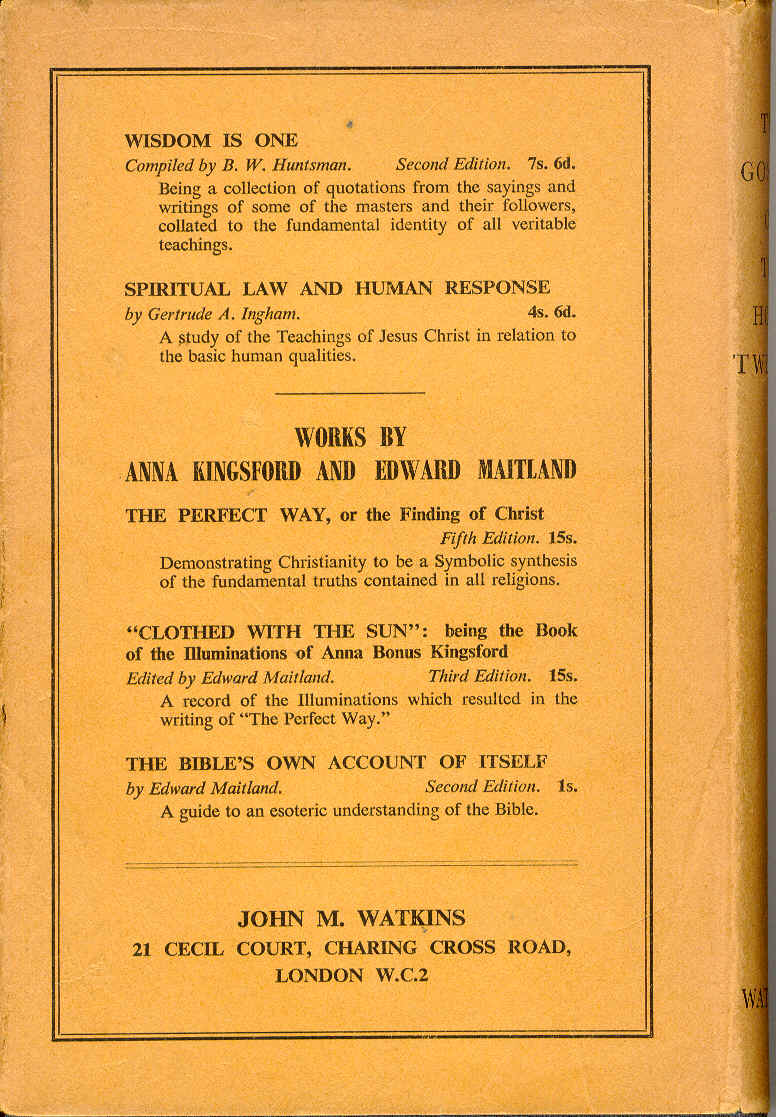 WISDOM IS ONE
Compiled by B. W. Huntsman. Second Edition. 7s. 6d.
Being a collection of quotations from the sayings and
writings of some of the masters and their followers,
collated to the fundamental identity of all veritable
teachings.
SPIRITUAL LAW AND HUMAN RESPONSE
by Gertrude A. Ingham. 4s. 6d.
A study of the Teachings of Jesus Christ in relation to
the basic human qualities.
WORKS BY
ANNA KINGSFORD AND EDWARD MAITLAND
THE PERFECT WAY, or the Finding of Christ
Fifth Edition. 15s.
Demonstrating Christianity to be a Symbolic synthesis
of the fundamental truths contained in all religions.
“CLOTHED WITH THE SUN”: being the Book
of the Illuminations of Anna Bonus Kingsford
Edited by Edward Maitland. Third Edition. 15s.
A record of the Illuminations which resulted in the
writing of “The Perfect Way.”
THE BIBLE’S OWN ACCOUNT OF ITSELF
by Edward Maitland. Second Edition. 1s.
A guide to an esoteric understanding of the Bible.
JOHN M. WATKINS
21 CECIL COURT, CHARING CROSS ROAD,
LONDON W.C.2